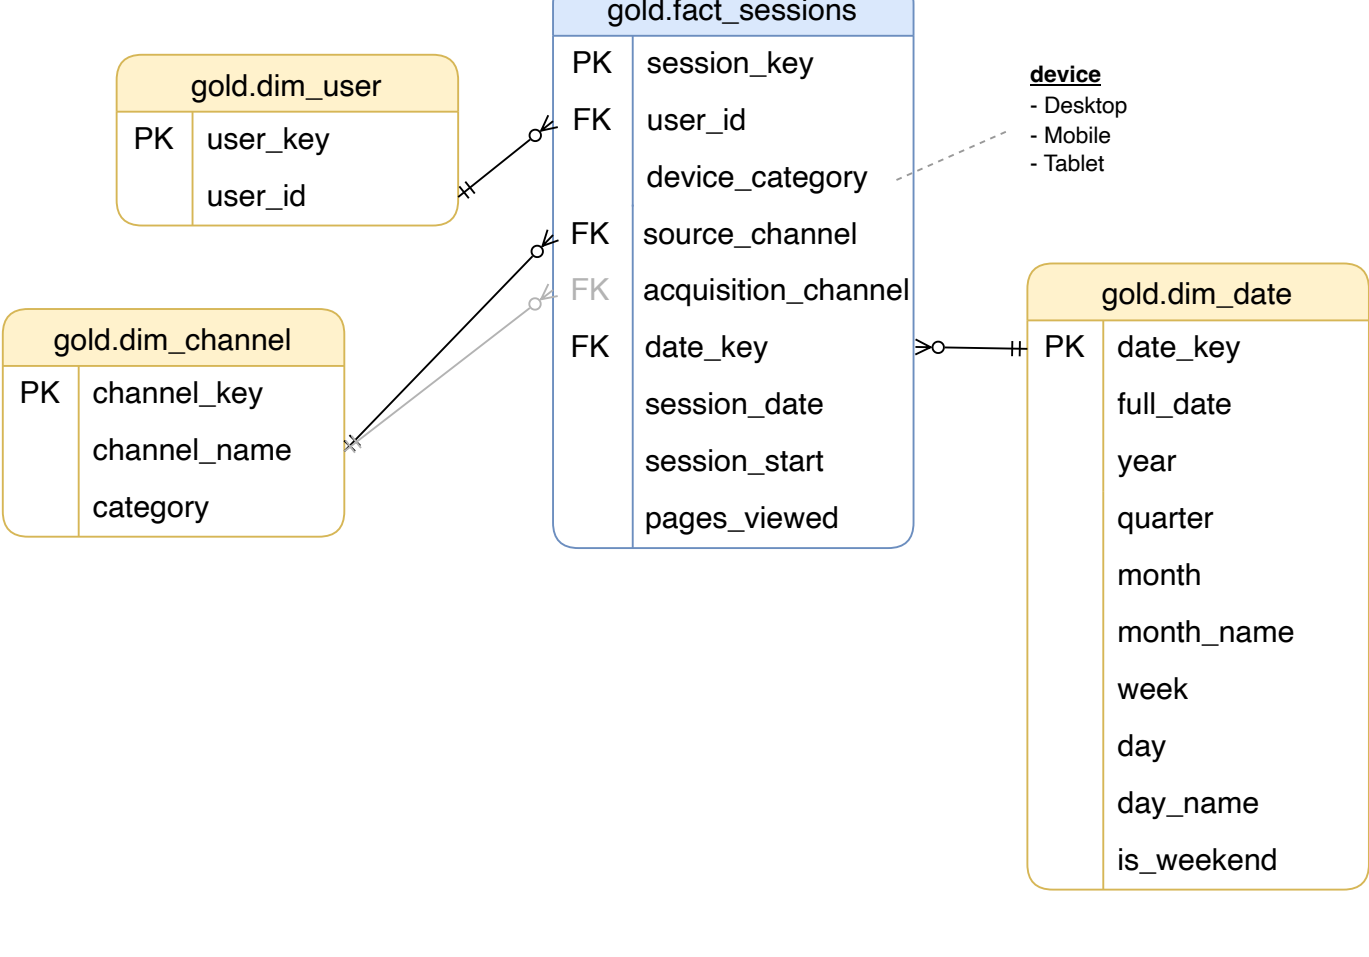 gold.fact_sessions
PK session_key
FK user_id
device_category
FK source_channel
FK acquisition_channel
FK date_key
session_date
session_start
pages_viewed
gold.dim_user
PK user_key
user_id
device
- Desktop
- Mobile
- Tablet
gold.dim_channel
PK channel_key
channel_name
category
gold.dim_date
PK date_key
full_date
year
quarter
month
month_name
week
day
day_name
is_weekend